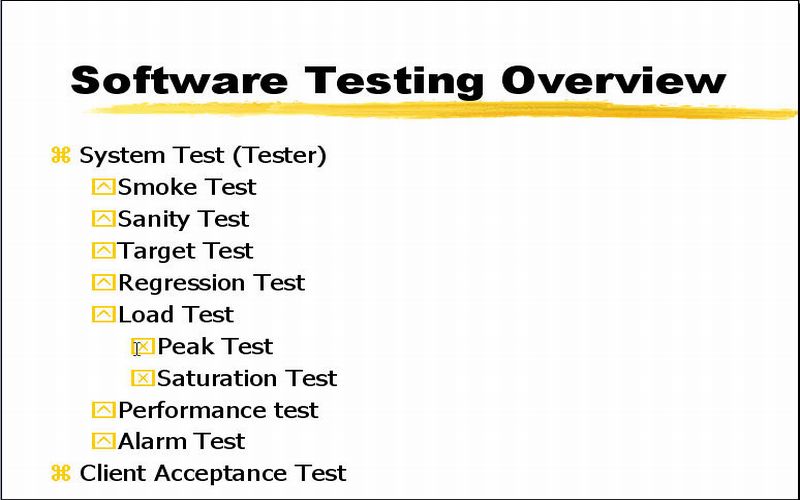 Software Testing Overview
System Test (Tester)
Smoke Test
Sanity Test
Target Test
Regression Test
Load Test
Peak Test
Saturation Test
Performance test
Alarm Test
Client Acceptance Test